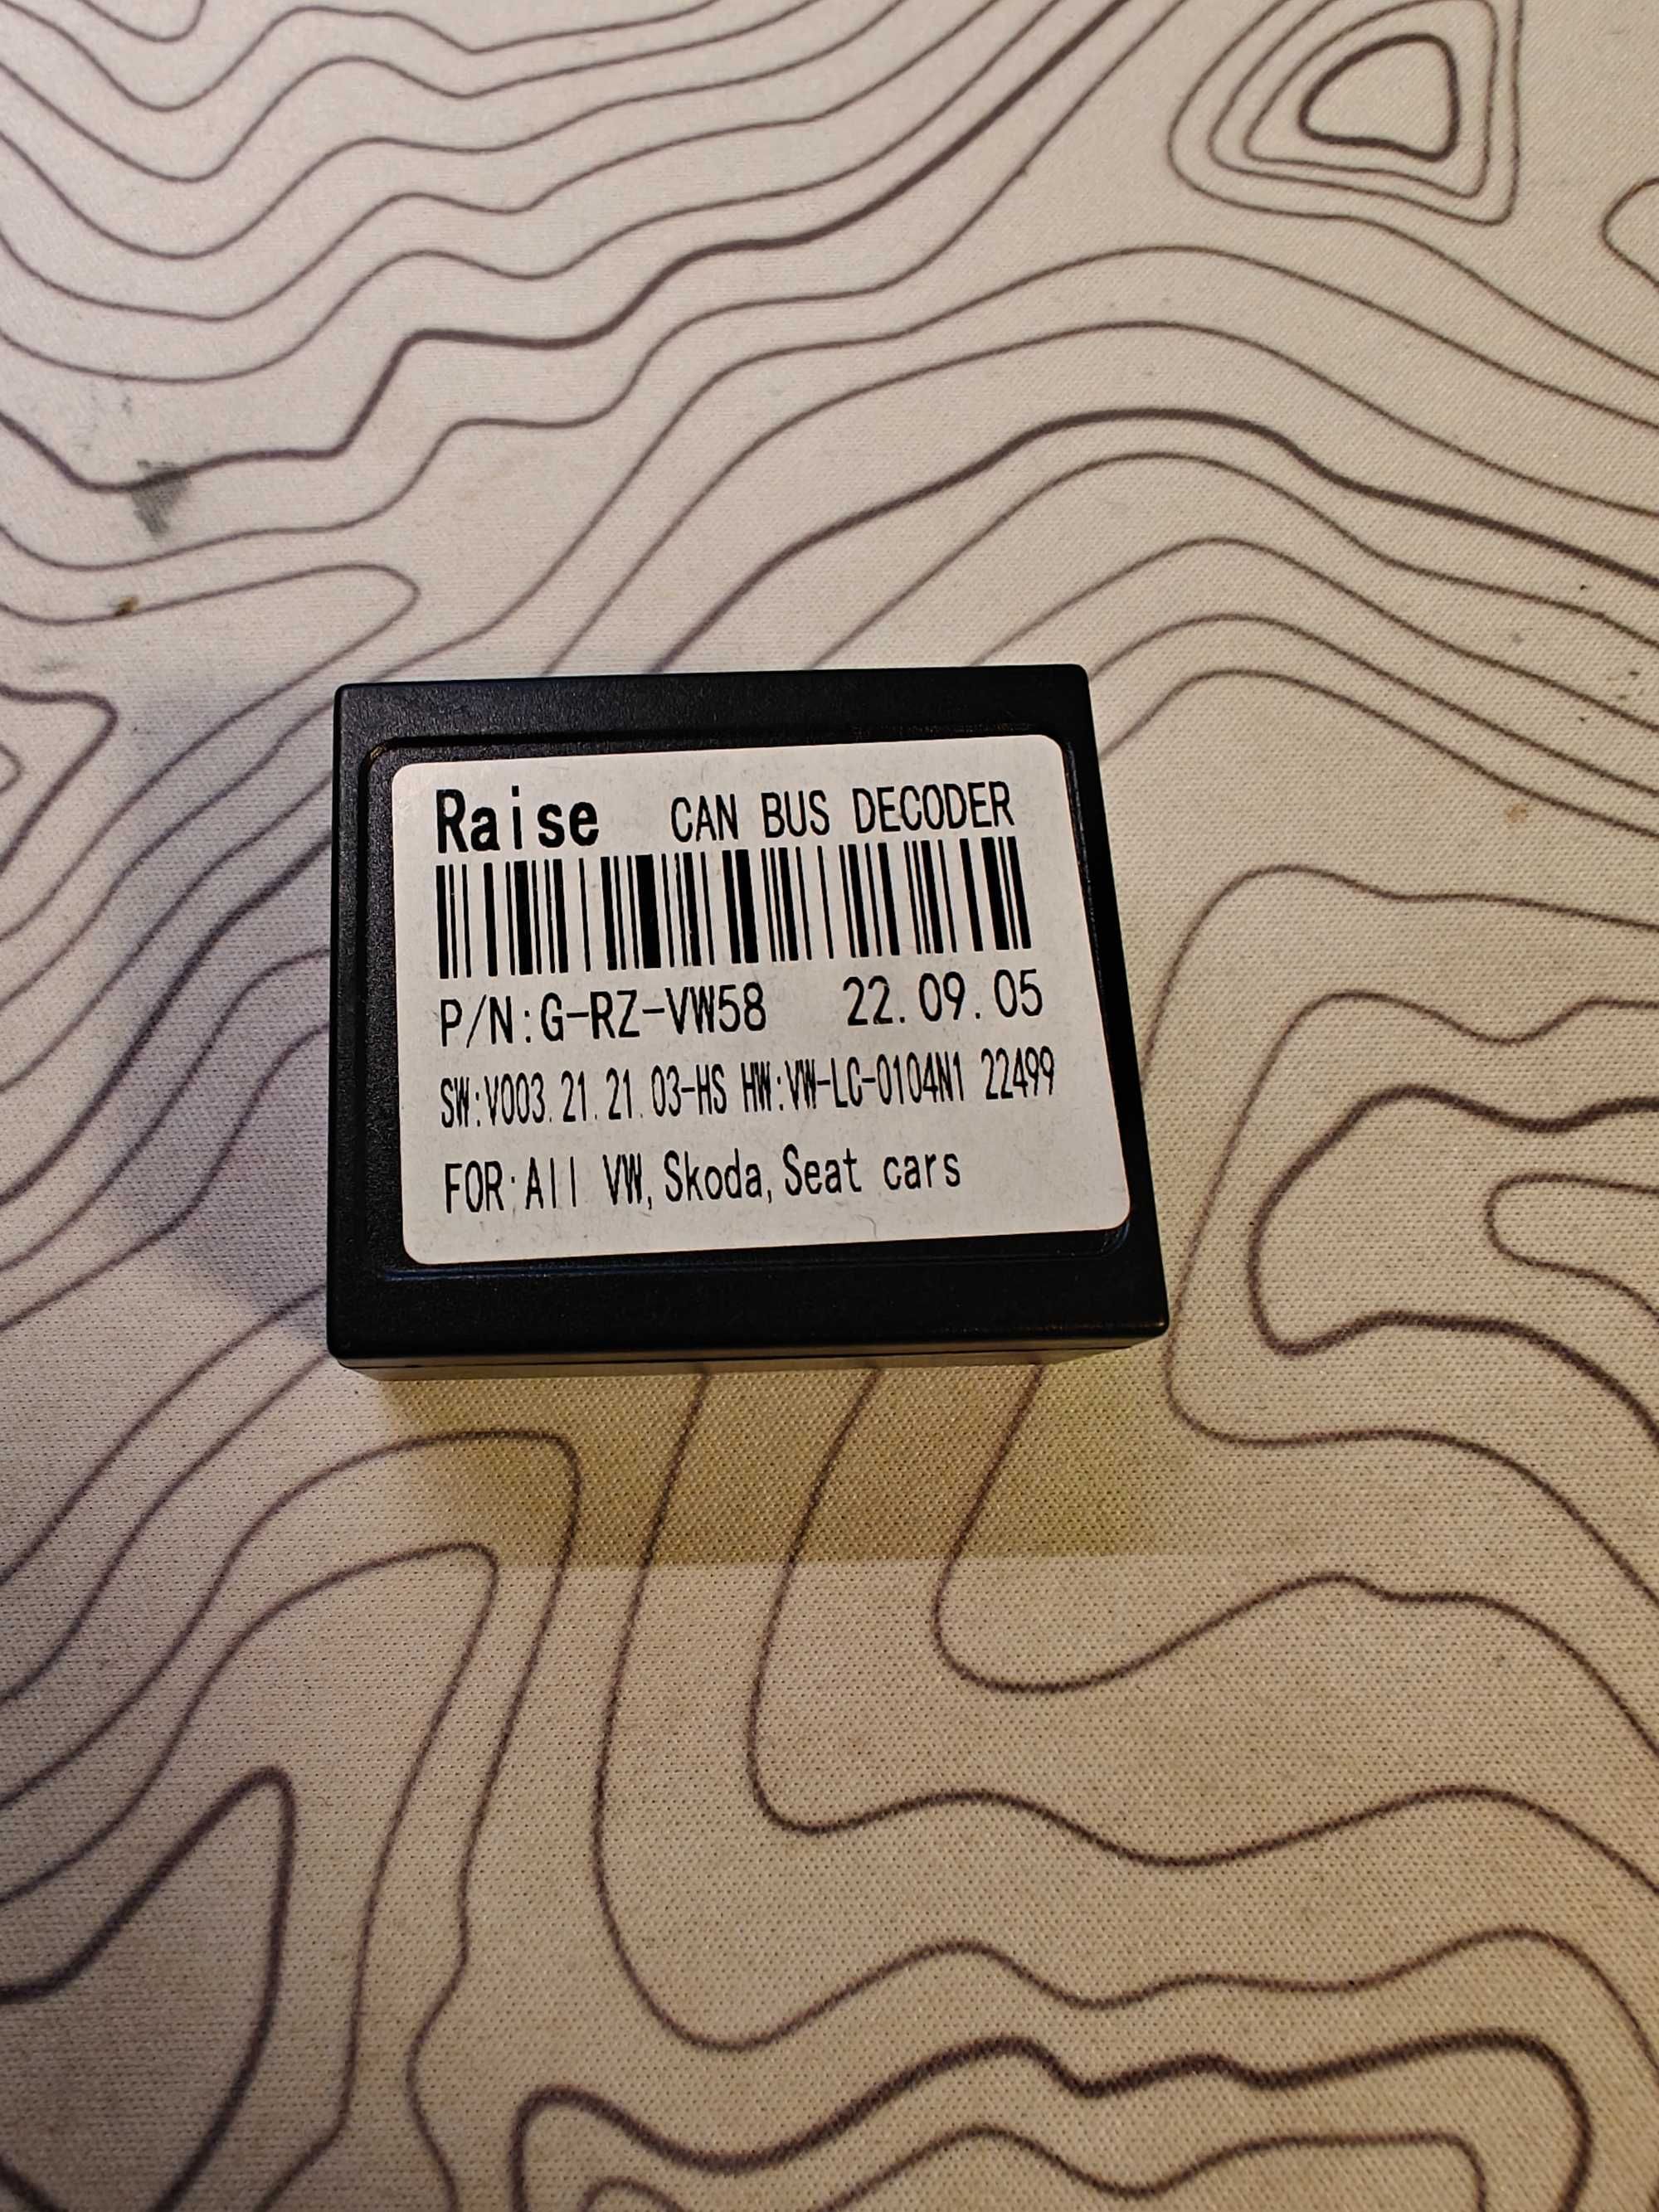 Raise CAN BUS DECODER
P/N:G-RZ-VW58 22.09.05
SW:V003.21.21.03-HS HW:VW-LC-0104N1 22499
FOR:All VW,Skoda,Seat cars